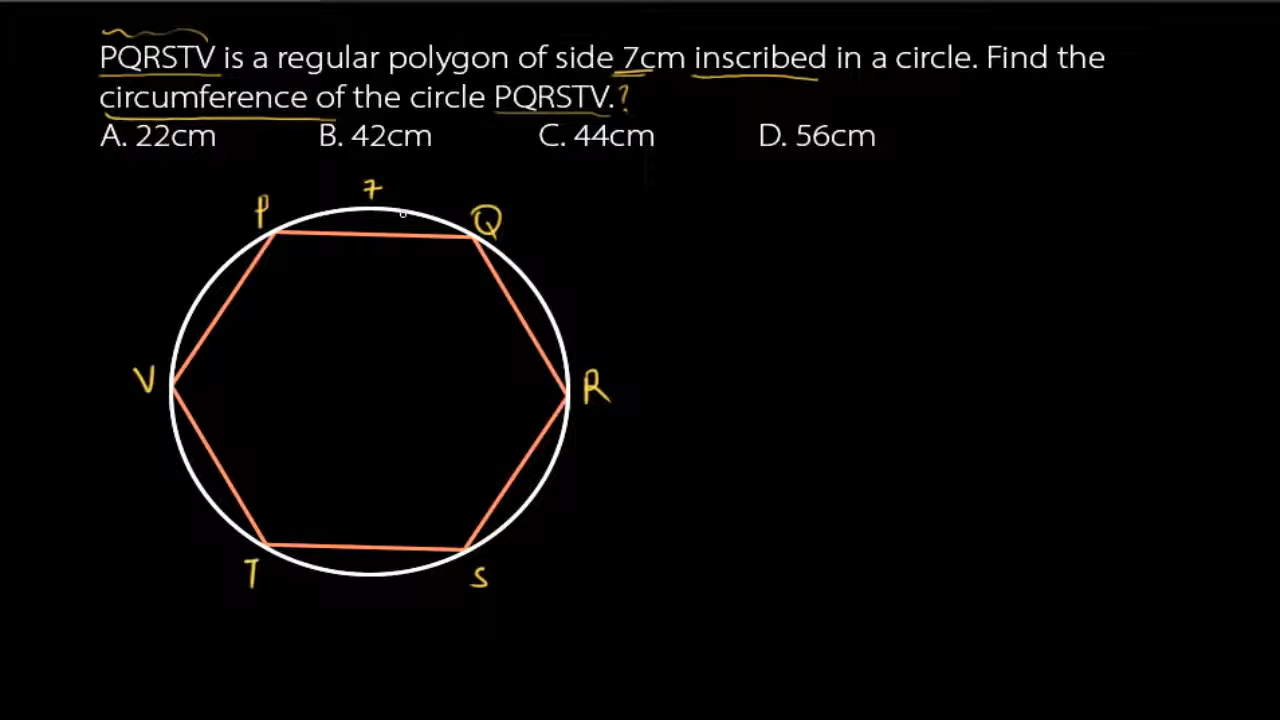 PQRSTV is a regular polygon of side 7cm inscribed in a circle. Find the
circumference of the circle PQRSTV.?
A. 22cm B. 42cm C. 44cm D. 56cm
7
P Q
V R
T S